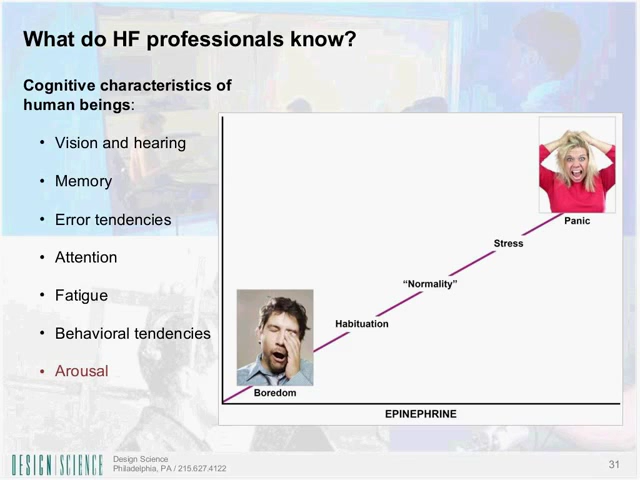 What do HF professionals know?
Cognitive characteristics of
human beings:
• Vision and hearing
• Memory
• Error tendencies
• Attention
• Fatigue
• Behavioral tendencies
• Arousal
Panic
Stress
“Normality”
Habituation
Boredom
EPINEPHRINE
DESIGN|SCIENCE
Design Science
Philadelphia, PA / 215.627.4122
31